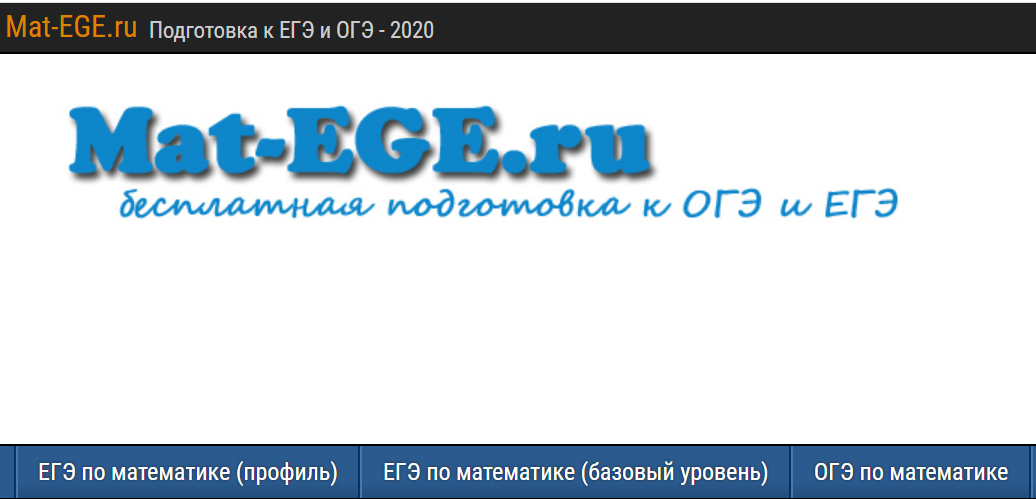 Mat-EGE.ru Подготовка к ЕГЭ и ОГЭ - 2020
Mat-EGE.ru
бесплатная подготовка к ОГЭ и ЕГЭ
ЕГЭ по математике (профиль) ЕГЭ по математике (базовый уровень) ОГЭ по математике